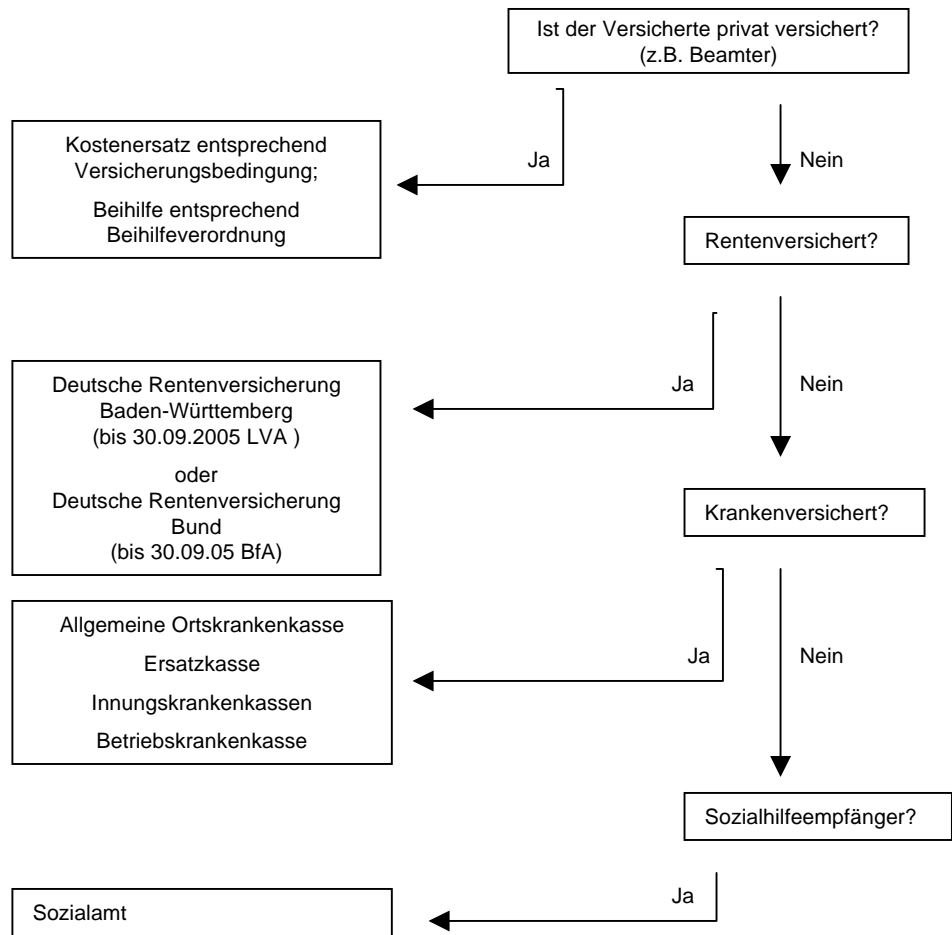 Ist der Versicherte privat versichert?
(z.B. Beamter)
Ja
Nein
Kostenersatz entsprechend
Versicherungsbedingung;
Beihilfe entsprechend
Beihilfeverordnung
Rentenversichert?
Ja
Nein
Deutsche Rentenversicherung
Baden-Württemberg
(bis 30.09.2005 LVA )
oder
Deutsche Rentenversicherung
Bund
(bis 30.09.05 BfA)
Krankenversichert?
Ja
Nein
Allgemeine Ortskrankenkasse
Ersatzkasse
Innungskrankenkassen
Betriebskrankenkasse
Sozialhilfeempfänger?
Ja
Sozialamt